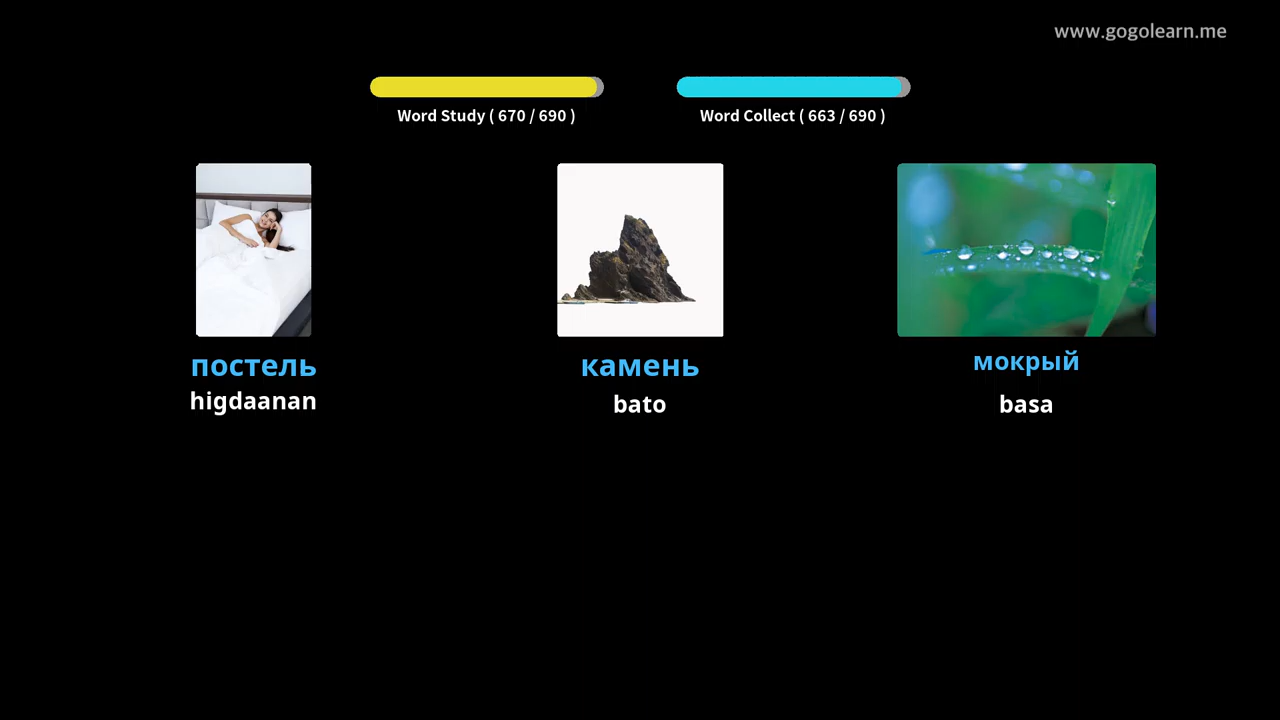 www.gogolearn.me
Word Study ( 670 / 690 )
Word Collect ( 663 / 690 )
постель
higdaanan
камень
bato
мокрый
basa